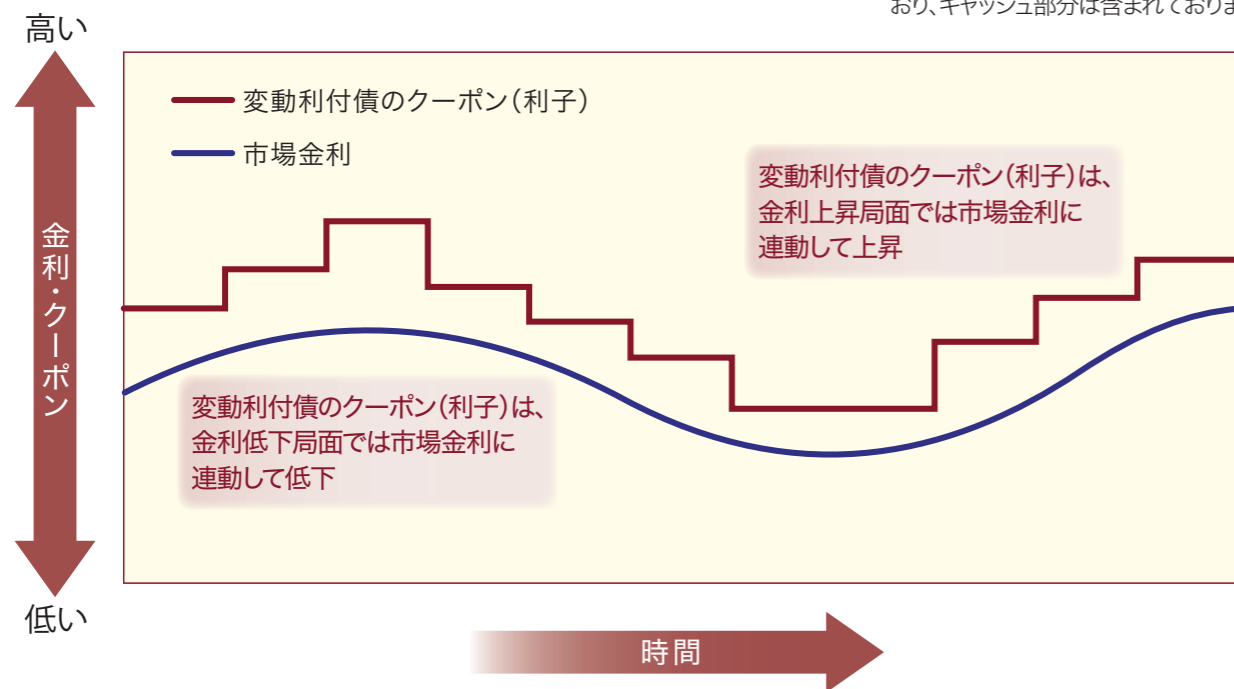 おり、キャッシュ部分は含まれておりま
高い
変動利付債のクーポン(利子)
市場金利
変動利付債のクーポン(利子)は、
金利上昇局面では市場金利に
連動して上昇
金利・クーポン
変動利付債のクーポン(利子)は、
金利低下局面では市場金利に
連動して低下
低い
時間